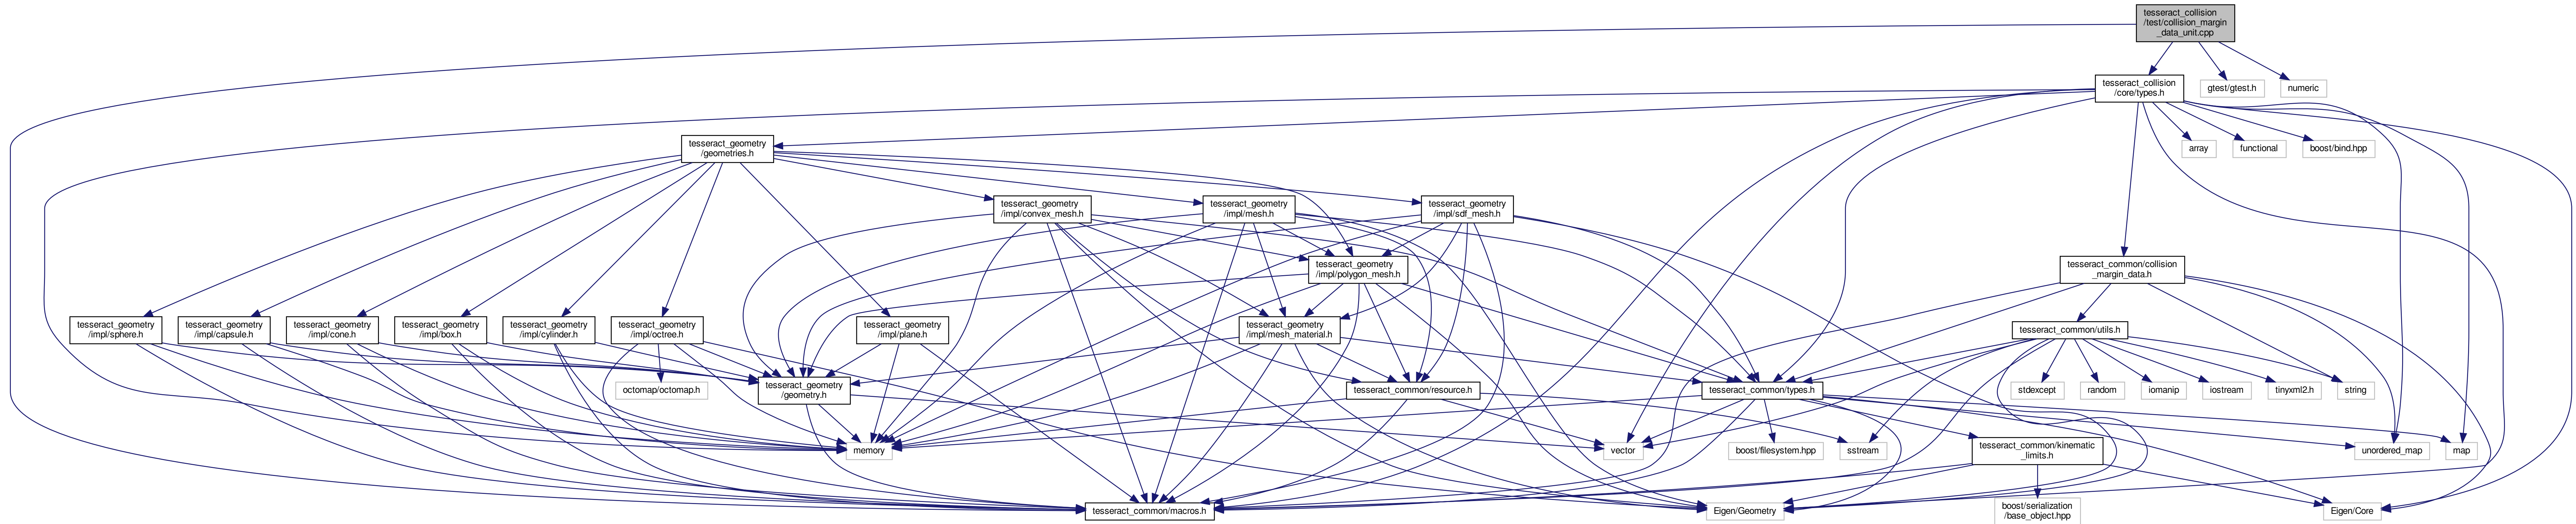 tesseract_collision
/test/collision_margin
_data_unit.cpp
tesseract_collision
/core/types.h
gtest/gtest.h
numeric
tesseract_geometry
/geometries.h
array
functional
boost/bind.hpp
tesseract_geometry
/impl/convex_mesh.h
tesseract_geometry
/impl/mesh.h
tesseract_geometry
/impl/sdf_mesh.h
tesseract_geometry
/impl/polygon_mesh.h
tesseract_common/collision
_margin_data.h
tesseract_geometry
/impl/sphere.h
tesseract_geometry
/impl/capsule.h
tesseract_geometry
/impl/cone.h
tesseract_geometry
/impl/box.h
tesseract_geometry
/impl/cylinder.h
tesseract_geometry
/impl/octree.h
tesseract_geometry
/impl/plane.h
tesseract_geometry
/impl/mesh_material.h
tesseract_common/utils.h
octomap/octomap.h
tesseract_geometry
/geometry.h
tesseract_common/resource.h
tesseract_common/types.h
stdexcept
random
iomanip
iostream
tinyxml2.h
string
memory
vector
boost/filesystem.hpp
sstream
tesseract_common/kinematic
_limits.h
unordered_map
map
tesseract_common/macros.h
Eigen/Geometry
boost/serialization
/base_object.hpp
Eigen/Core